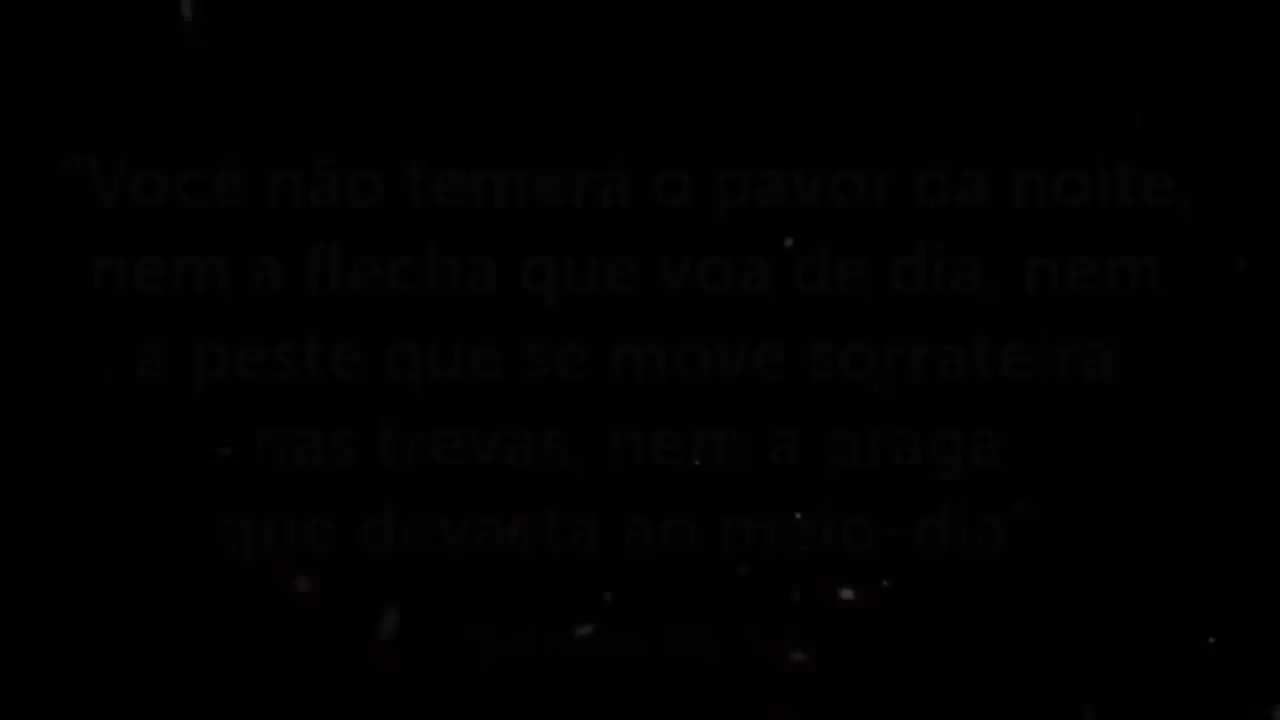 "Você não temerá o pavor da noite,
nem a flecha que voa de dia, nem
a peste que se move sorrateira
nas trevas, nem a praga
que devasta ao meio-dia"